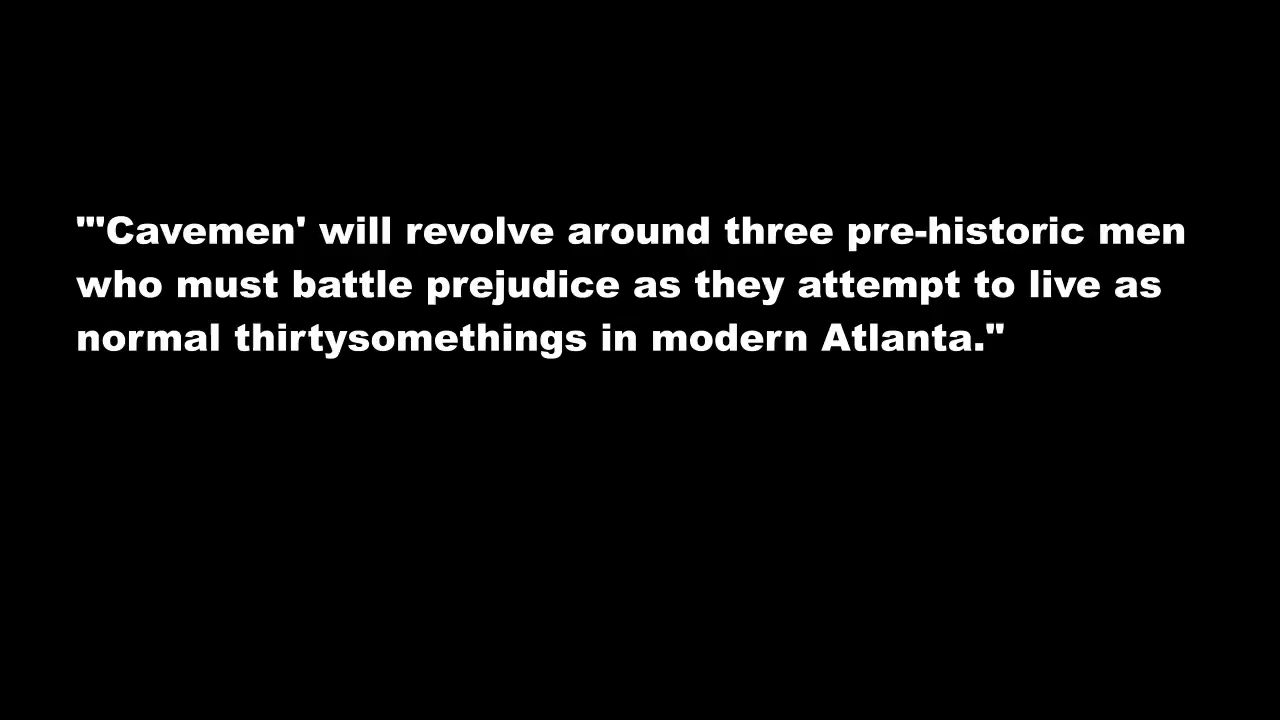 "'Cavemen' will revolve around three pre-historic men
who must battle prejudice as they attempt to live as
normal thirtysomethings in modern Atlanta."